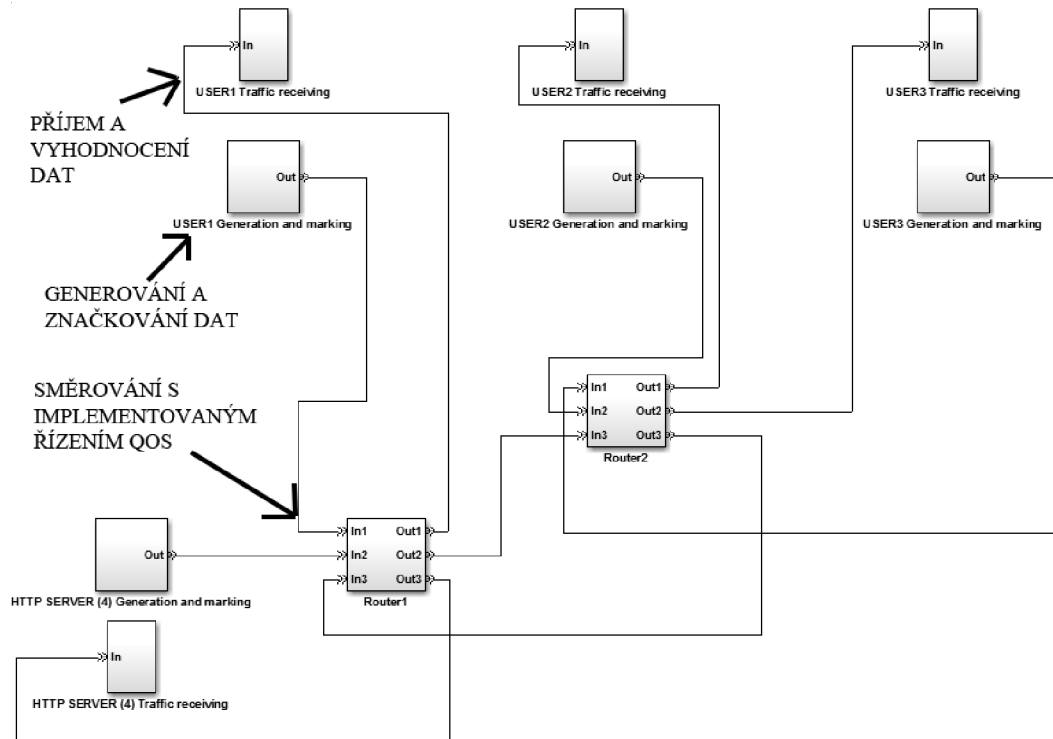 In
USER1 Traffic receiving
In
USER2 Traffic receiving
In
USER3 Traffic receiving
PŘÍJEM A
VYHODNOCENÍ
DAT
Out
USER1 Generation and marking
Out
USER2 Generation and marking
Out
USER3 Generation and marking
GENEROVÁNÍ A
ZNAČKOVÁNÍ DAT
SMĚROVÁNÍ S
IMPLEMENTOVANÝM
ŘÍZENÍM QOS
In1 Out1
In2 Out2
In3 Out3
Router2
Out
HTTP SERVER (4) Generation and marking
In1 Out1
In2 Out2
In3 Out3
Router1
In
HTTP SERVER (4) Traffic receiving